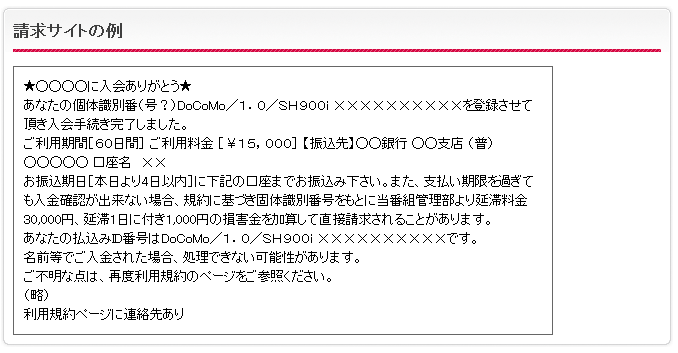 請求サイトの例
★〇〇〇〇に入会ありがとう★
あなたの個体識別番(号？)DoCoMo／１．０／SH900i ××××××××××を登録させて
頂き入会手続き完了しました。
ご利用期間[６０日間] ご利用料金 [￥１５，０００] 【振込先】〇〇銀行 〇〇支店 (普)
〇〇〇〇〇 口座名　××
お振込期日[本日より4日以内]に下記の口座までお振込み下さい。また、支払い期限を過ぎて
も入金確認が出来ない場合、規約に基づき固体識別番号をもとに当番組管理部より延滞料金
30,000円、延滞1日に付き1,000円の損害金を加算して直接請求されることがあります。
あなたの払込みID番号はDoCoMo／１．０／SH900i ××××××××××です。
名前等でご入金された場合、処理できない可能性があります。
ご不明な点は、再度利用規約のページをご参照ください。
(略)
利用規約ページに連絡先あり